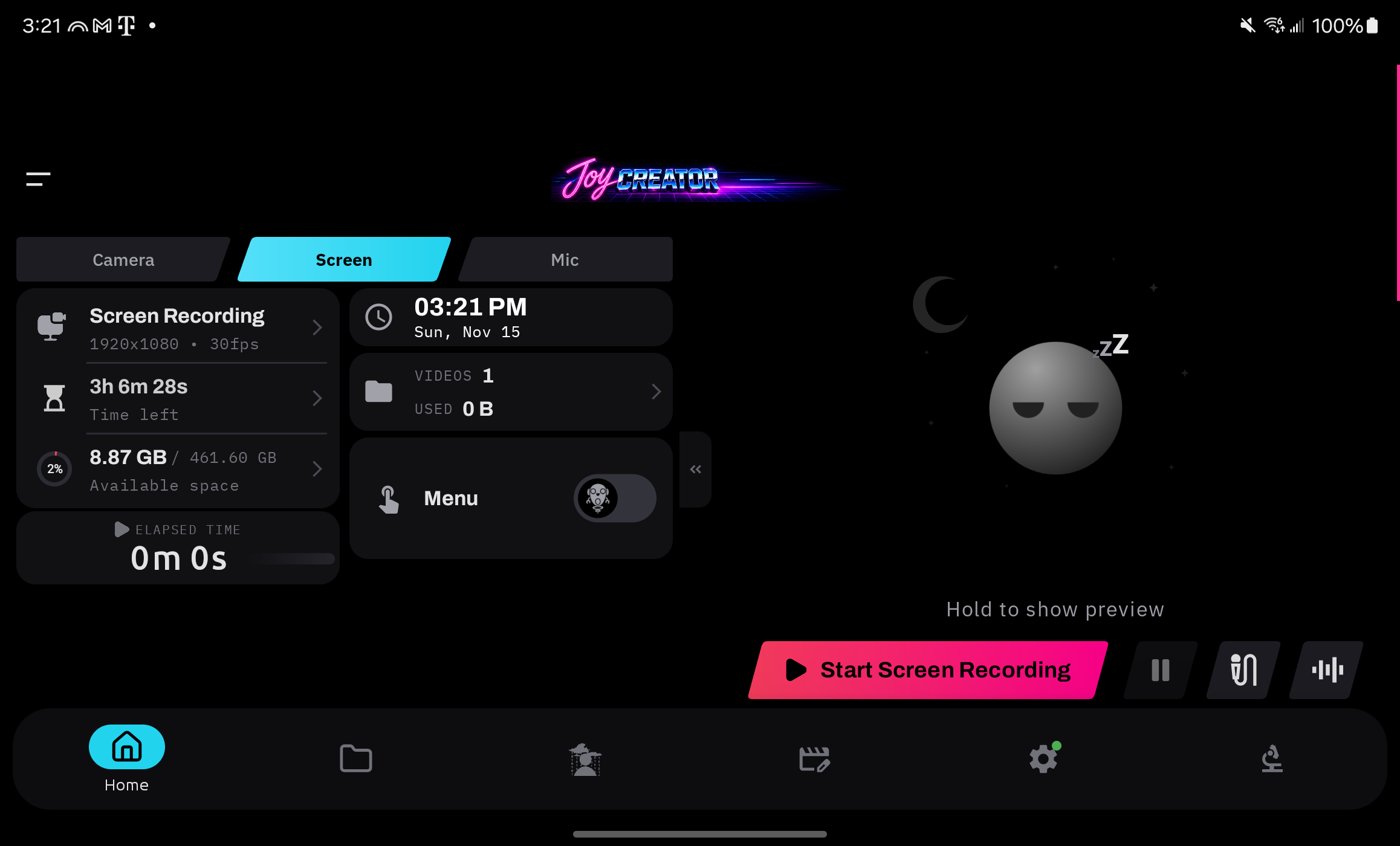 3:21
100%
Joy CREATOR
Camera
Screen
Mic
Screen Recording
1920x1080 • 30fps
3h 6m 28s
Time left
2%
8.87 GB / 461.60 GB
Available space
ELAPSED TIME
0m 0s
03:21 PM
Sun, Nov 15
VIDEOS 1
USED 0 B
Menu
«
zZZ
Hold to show preview
Start Screen Recording
Home